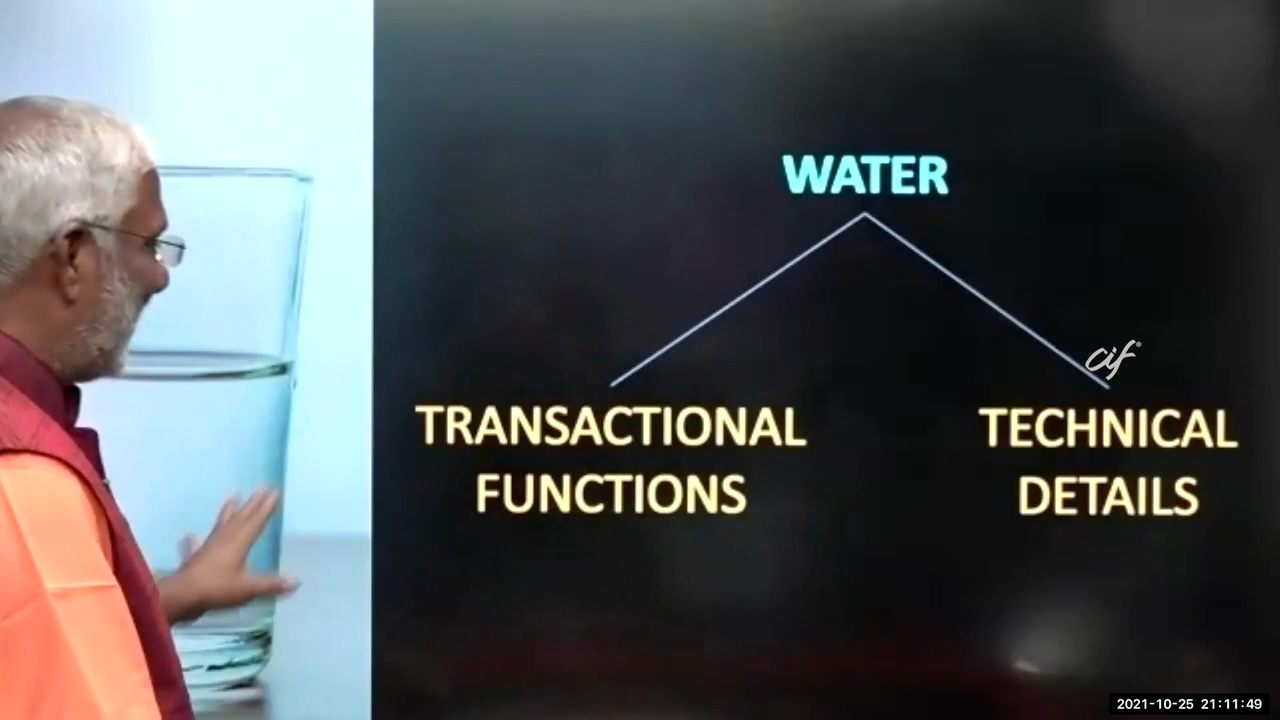 WATER
cif®
TRANSACTIONAL
FUNCTIONS
TECHNICAL
DETAILS
2021-10-25 21:11:49